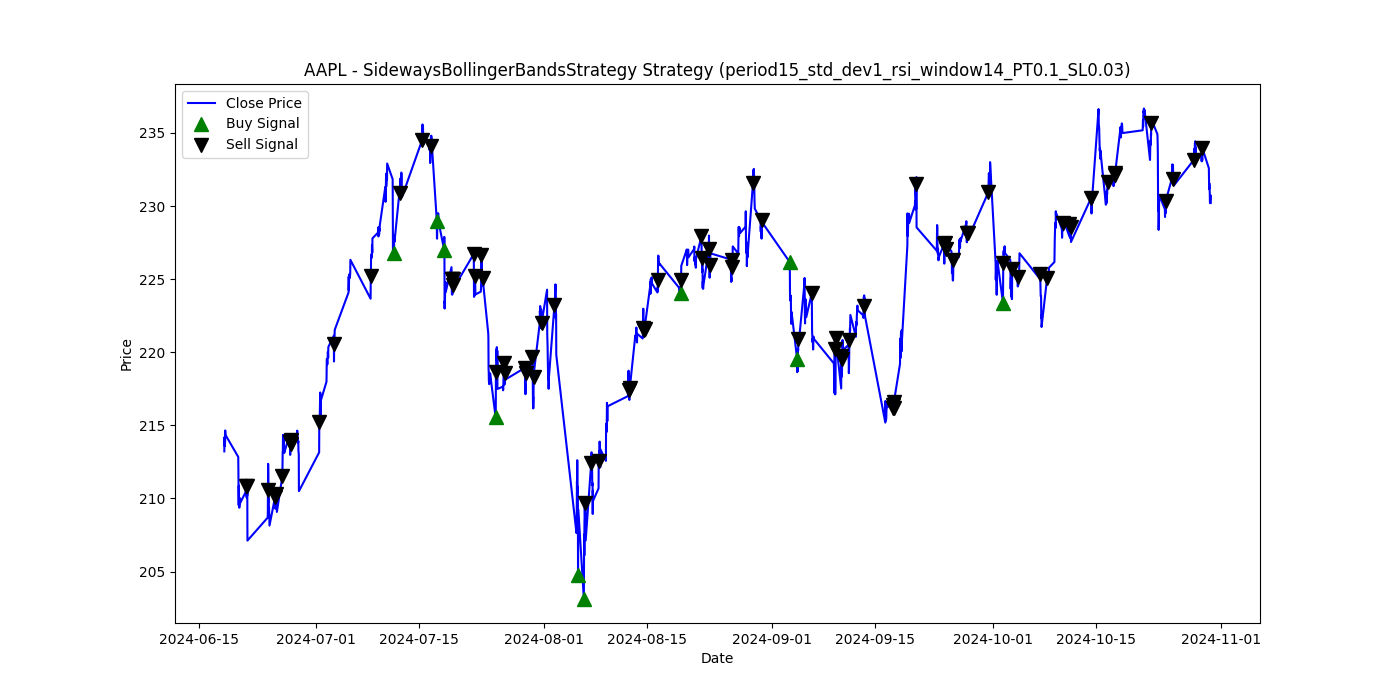 AAPL - SidewaysBollingerBandsStrategy Strategy (period15_std_dev1_rsi_window14_PT0.1_SL0.03)
Close Price
Buy Signal
Sell Signal
Price
235
230
225
220
215
210
205
2024-06-15 2024-07-01 2024-07-15 2024-08-01 2024-08-15 2024-09-01 2024-09-15 2024-10-01 2024-10-15 2024-11-01
Date